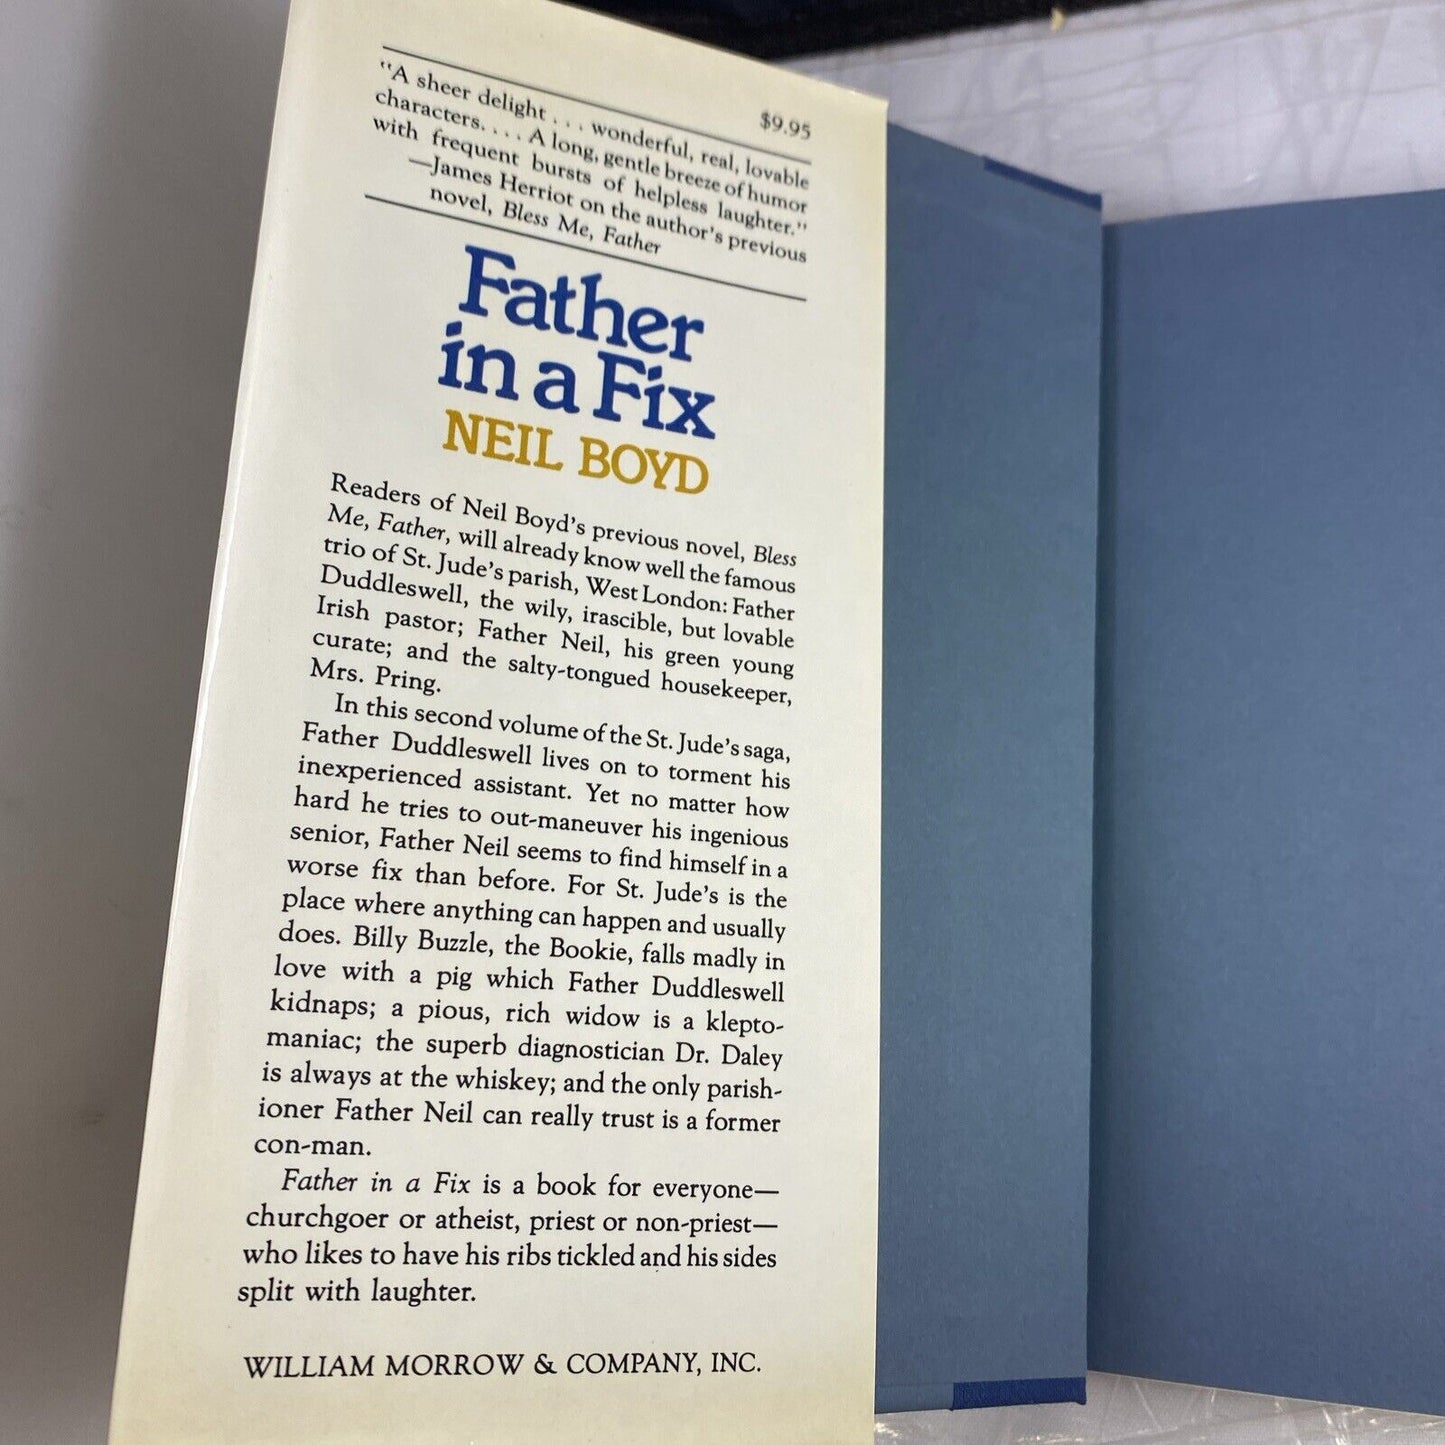 $9.95
"A sheer delight . . . wonderful, real, lovable
characters. . . . A long, gentle breeze of humor
with frequent bursts of helpless laughter."
—James Herriot on the author's previous
novel, Bless Me, Father
Father
in a Fix
NEIL BOYD
Readers of Neil Boyd's previous novel, Bless
Me, Father, will already know well the famous
trio of St. Jude's parish, West London: Father
Duddleswell, the wily, irascible, but lovable
Irish pastor; Father Neil, his green young
curate; and the salty-tongued housekeeper,
Mrs. Pring.
In this second volume of the St. Jude's saga,
Father Duddleswell lives on to torment his
inexperienced assistant. Yet no matter how
hard he tries to out-maneuver his ingenious
senior, Father Neil seems to find himself in a
worse fix than before. For St. Jude's is the
place where anything can happen and usually
does. Billy Buzzle, the Bookie, falls madly in
love with a pig which Father Duddleswell
kidnaps; a pious, rich widow is a klepto-
maniac; the superb diagnostician Dr. Daley
is always at the whiskey; and the only parish-
ioner Father Neil can really trust is a former
con-man.
Father in a Fix is a book for everyone—
churchgoer or atheist, priest or non-priest—
who likes to have his ribs tickled and his sides
split with laughter.
WILLIAM MORROW & COMPANY, INC.